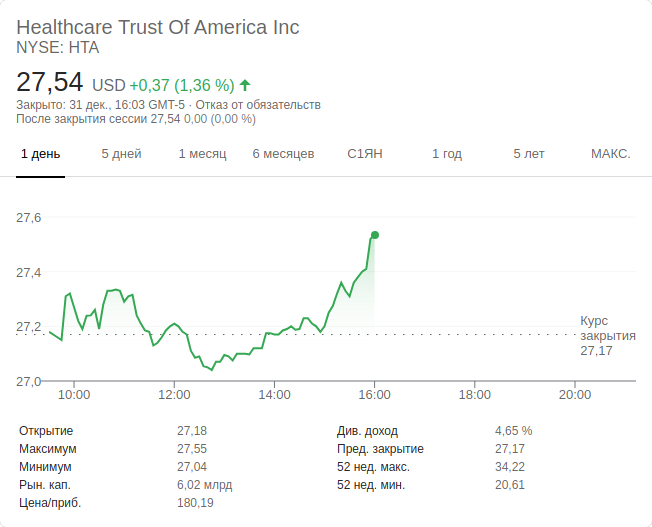 Healthcare Trust Of America Inc
NYSE: HTA
27,54 USD +0,37 (1,36 %)
Закрыто: 31 дек., 16:03 GMT-5 · Отказ от обязательств
После закрытия сессии 27,54 0,00 (0,00 %)
1 день 5 дней 1 месяц 6 месяцев С1ЯН 1 год 5 лет МАКС.
27,6
27,4
27,2
27,0
Курс
закрытия
27,17
10:00 12:00 14:00 16:00 18:00 20:00
Открытие 27,18 Див. доход 4,65 %
Максимум 27,55 Пред. закрытие 27,17
Минимум 27,04 52 нед. макс. 34,22
Рын. кап. 6,02 млрд 52 нед. мин. 20,61
Цена/приб. 180,19